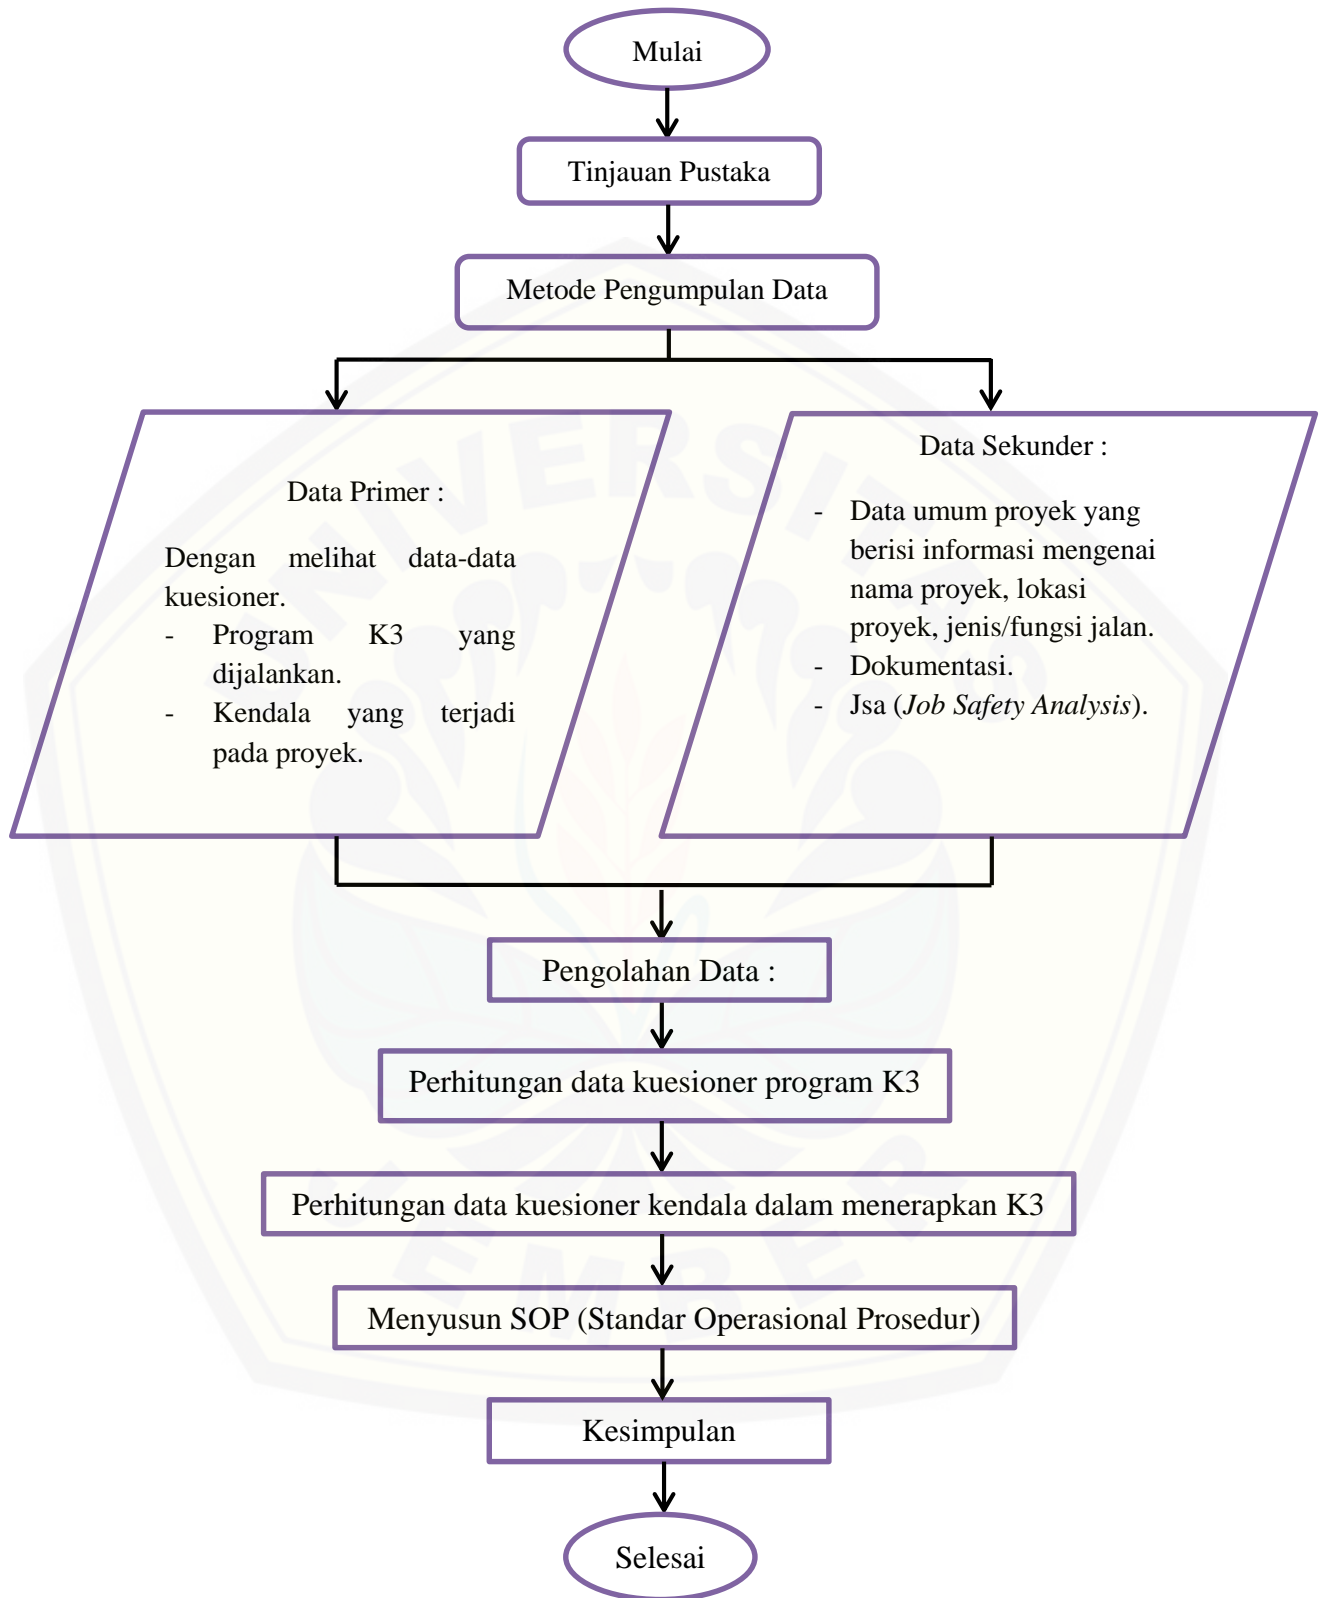 Mulai
Tinjauan Pustaka
Metode Pengumpulan Data
Data Primer :
Dengan melihat data-data
kuesioner.
- Program K3 yang
dijalankan.
- Kendala yang terjadi
pada proyek.
Data Sekunder :
- Data umum proyek yang
berisi informasi mengenai
nama proyek, lokasi
proyek, jenis/fungsi jalan.
- Dokumentasi.
- Jsa (Job Safety Analysis).
Pengolahan Data :
Perhitungan data kuesioner program K3
Perhitungan data kuesioner kendala dalam menerapkan K3
Menyusun SOP (Standar Operasional Prosedur)
Kesimpulan
Selesai
UNIVERSITAS
JEMBER